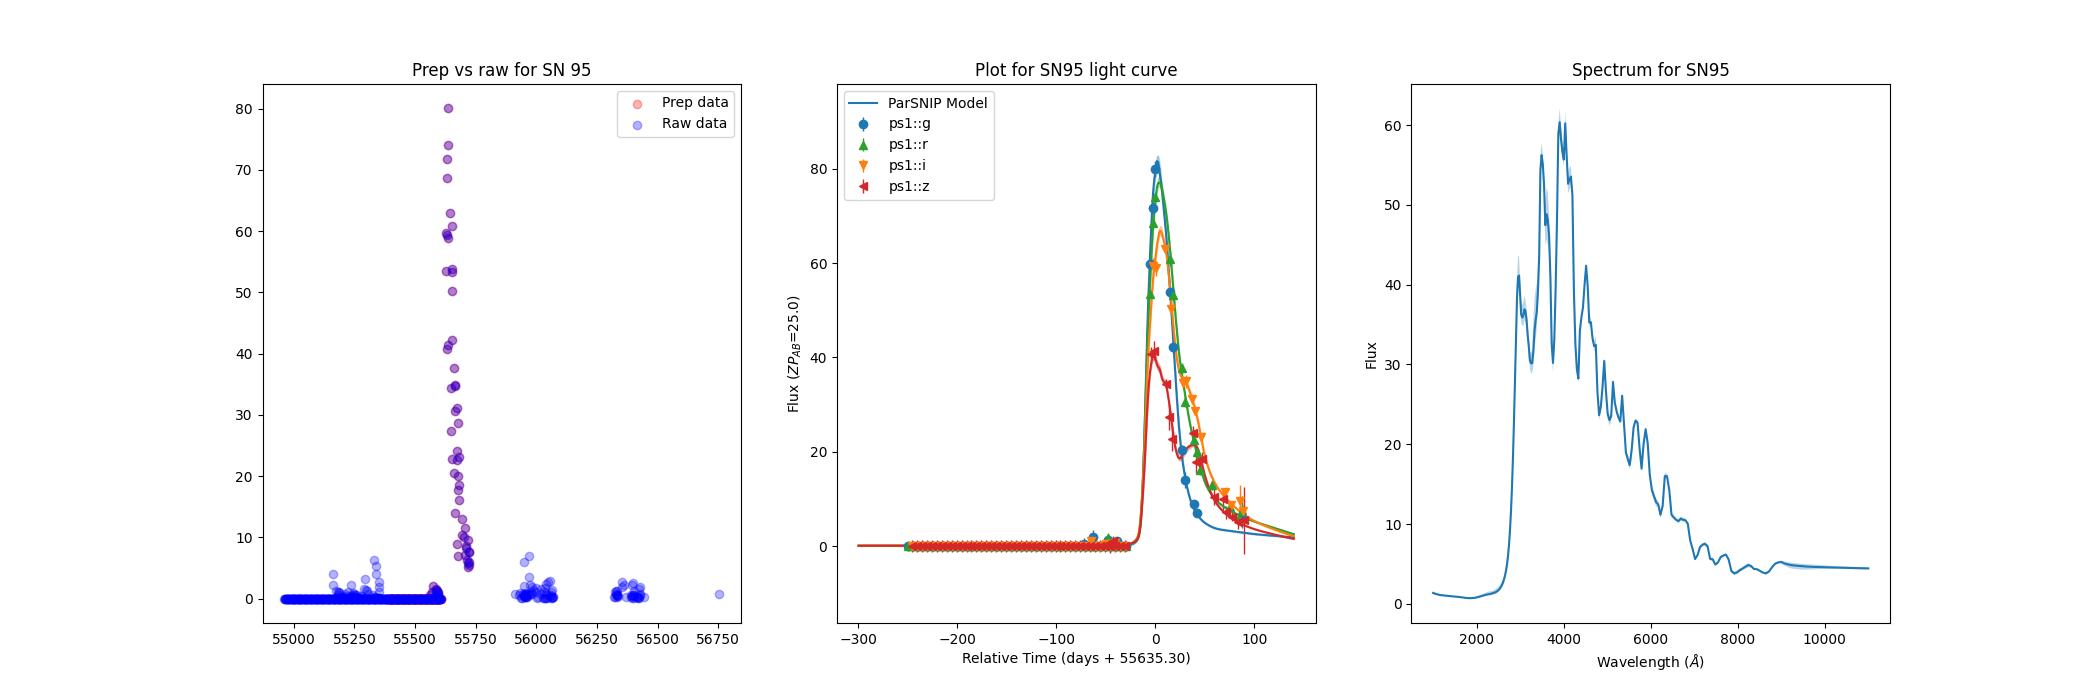 Prep vs raw for SN 95
Prep data
Raw data
80
70
60
50
40
30
20
10
0
55000
55250
55500
55750
56000
56250
56500
56750
Plot for SN95 light curve
ParSNIP Model
ps1::g
ps1::r
ps1::i
ps1::z
80
60
40
20
0
Flux (ZP_AB=25.0)
−300
−200
−100
0
100
Relative Time (days + 55635.30)
Spectrum for SN95
60
50
40
30
20
10
0
Flux
2000
4000
6000
8000
10000
Wavelength (Å)